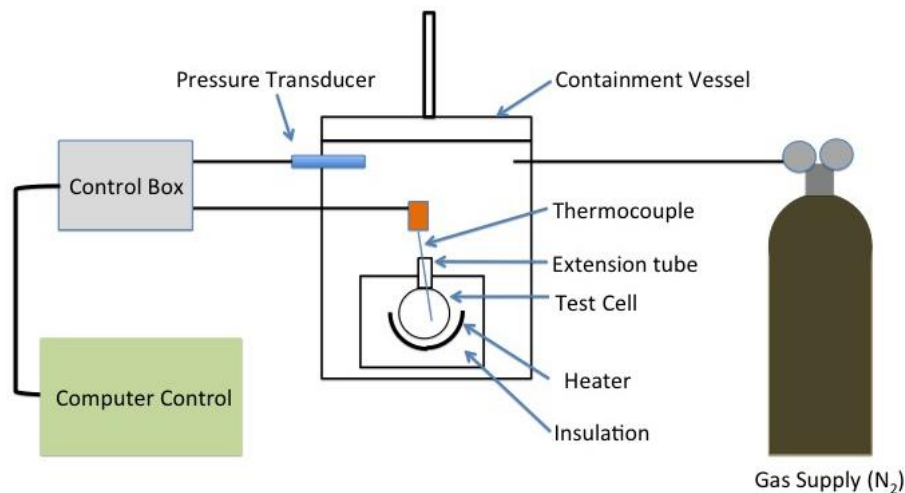 Pressure Transducer
Containment Vessel
Control Box
Thermocouple
Extension tube
Test Cell
Heater
Computer Control
Insulation
Gas Supply (N₂)